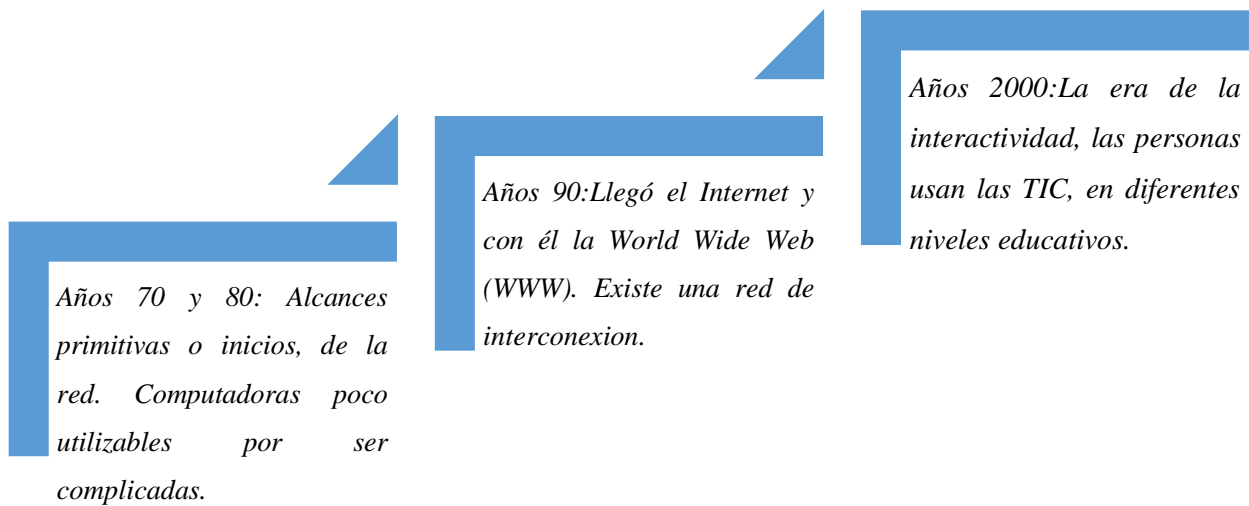 Años 70 y 80: Alcances
primitivas o inicios, de la
red. Computadoras poco
utilizables por ser
complicadas.
Años 90:Llegó el Internet y
con él la World Wide Web
(WWW). Existe una red de
interconexion.
Años 2000:La era de la
interactividad, las personas
usan las TIC, en diferentes
niveles educativos.